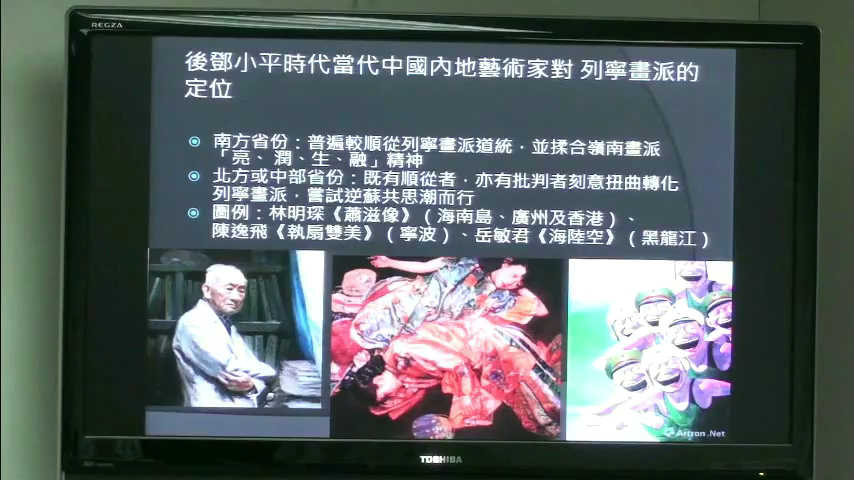 REGZA
後鄧小平時代當代中國內地藝術家對 列寧畫派的
定位
南方省份：普遍較順從列寧畫派道統，並揉合嶺南畫派
「亮、潤、生、融」精神
北方或中部省份：既有順從者，亦有批判者刻意扭曲轉化
列寧畫派，嘗試逆蘇共思潮而行
圖例：林明琛《蕭滋像》（海南島、廣州及香港）、
陳逸飛《執扇雙美》（寧波）、岳敏君《海陸空》（黑龍江）
Artron.Net
TOSHIBA